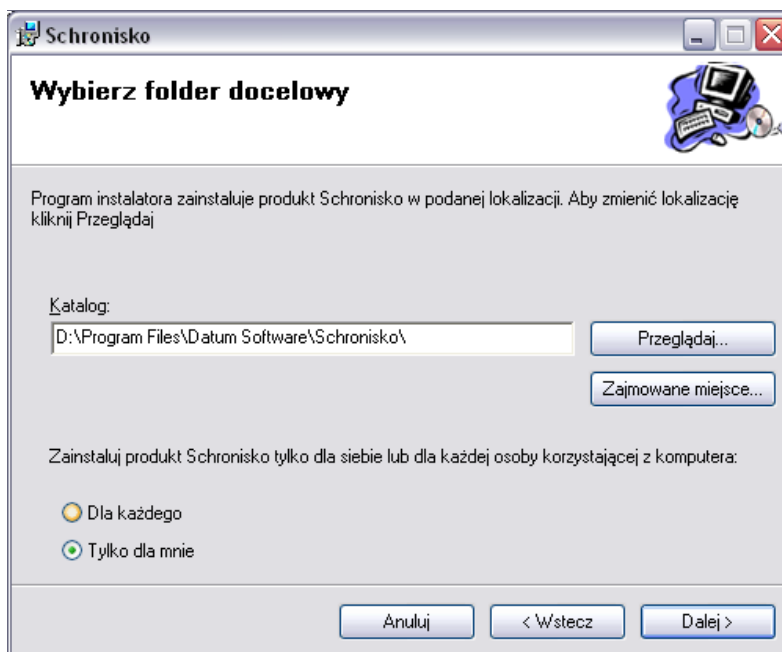 Schronisko
Wybierz folder docelowy
Program instalatora zainstaluje produkt Schronisko w podanej lokalizacji. Aby zmienić lokalizację
kliknij Przeglądaj
Katalog:
D:\Program Files\Datum Software\Schronisko\
Przeglądaj...
Zajmowane miejsce...
Zainstaluj produkt Schronisko tylko dla siebie lub dla każdej osoby korzystającej z komputera:
Dla każdego
Tylko dla mnie
Anuluj
< Wstecz
Dalej >